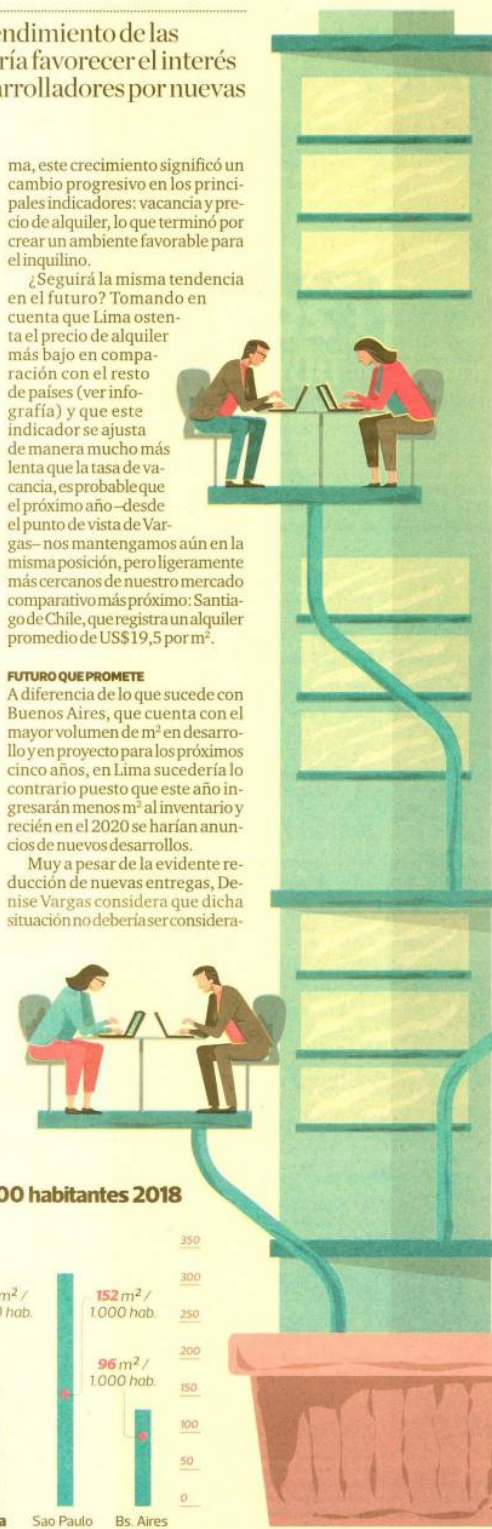 ndimiento de las
ría favorecer el interés
arrolladores por nuevas
ma, este crecimiento significó un
cambio progresivo en los princi-
pales indicadores: vacancia y pre-
cio de alquiler, lo que terminó por
crear un ambiente favorable para
el inquilino.
¿Seguirá la misma tendencia
en el futuro? Tomando en
cuenta que Lima osten-
ta el precio de alquiler
más bajo en compa-
ración con el resto
de países (ver info-
grafía) y que este
indicador se ajusta
de manera mucho más
lenta que la tasa de va-
cancia, es probable que
el próximo año –desde
el punto de vista de Var-
gas– nos mantengamos aún en la
misma posición, pero ligeramente
más cercanos de nuestro mercado
comparativo más próximo: Santia-
go de Chile, que registra un alquiler
promedio de US$19,5 por m².
FUTURO QUE PROMETE
A diferencia de lo que sucede con
Buenos Aires, que cuenta con el
mayor volumen de m² en desarro-
llo y en proyecto para los próximos
cinco años, en Lima sucedería lo
contrario puesto que este año in-
gresarán menos m² al inventario y
recién en el 2020 se harían anun-
cios de nuevos desarrollos.
Muy a pesar de la evidente re-
ducción de nuevas entregas, De-
nise Vargas considera que dicha
situación no debería ser considera-
00 habitantes 2018
m² /
0 hab.
152 m² /
1.000 hab.
96 m² /
1.000 hab.
350
300
250
200
150
100
50
0
a
Sao Paulo
Bs. Aires